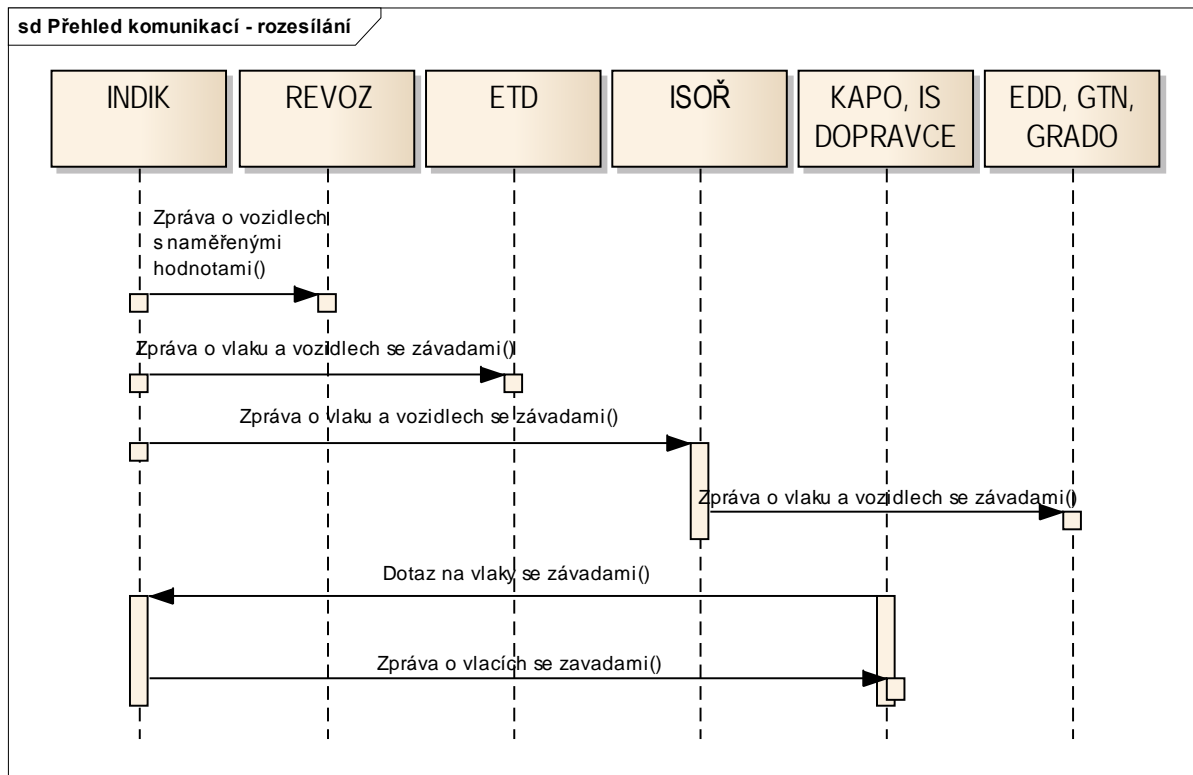 sd Přehled komunikací - rozesílání
INDIK
REVOZ
ETD
ISOŘ
KAPO, IS
DOPRAVCE
EDD, GTN,
GRADO
Zpráva o vozidlech
s naměřenými
hodnotami()
Zpráva o vlaku a vozidlech se závadami()
Zpráva o vlaku a vozidlech se závadami()
Zpráva o vlaku a vozidlech se závadami()
Dotaz na vlaky se závadami()
Zpráva o vlacích se zavadami()